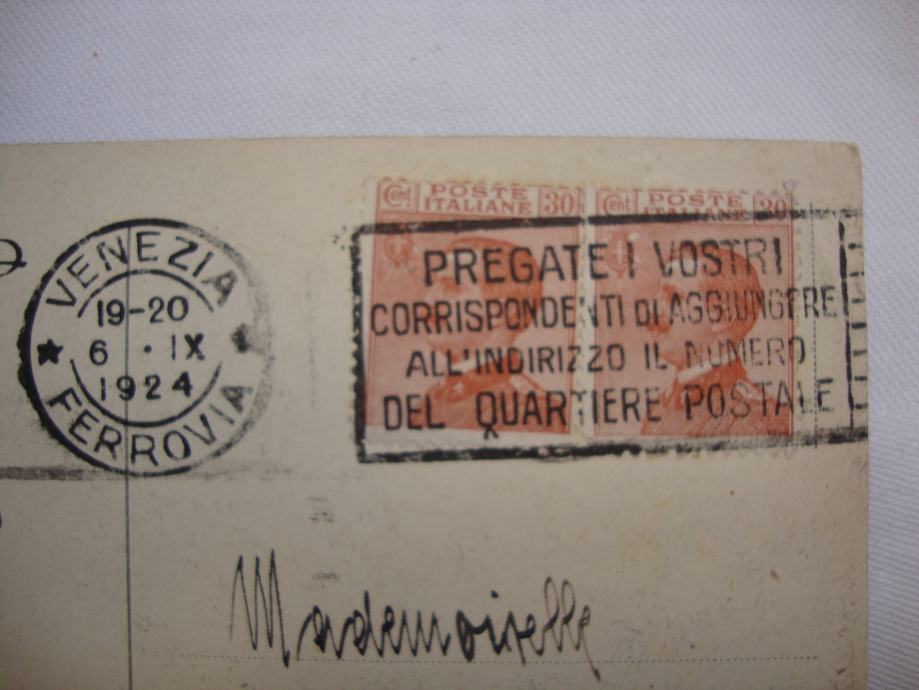 Cent POSTE ITALIANE 30
Cent POSTE ITALIANE 30
VENEZIA
19-20
6 · IX
1924
FERROVIA
PREGATE I VOSTRI
CORRISPONDENTI DI AGGIUNGERE
ALL'INDIRIZZO IL NUMERO
DEL QUARTIERE POSTALE
Mademoiselle